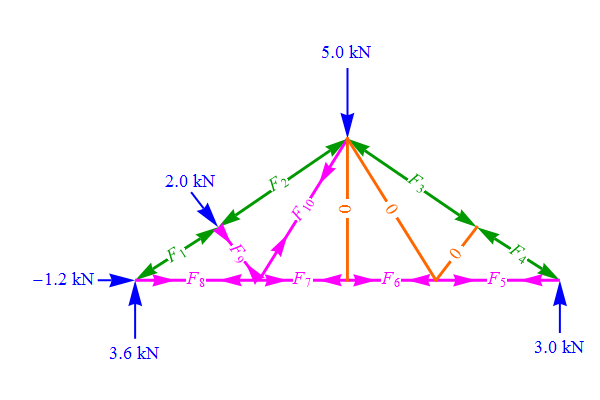 5.0 kN
2.0 kN
F₂
F₃
F₁₀
0
0
F₁
F₉
0
F₄
−1.2 kN
F₈
F₇
F₆
F₅
3.6 kN
3.0 kN